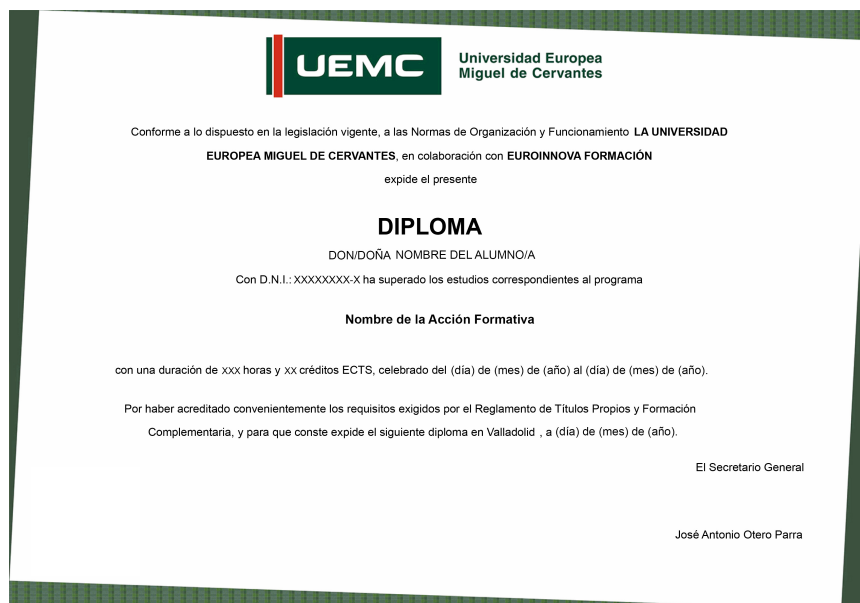 UEMC
Universidad Europea
Miguel de Cervantes
Conforme a lo dispuesto en la legislación vigente, a las Normas de Organización y Funcionamiento LA UNIVERSIDAD
EUROPEA MIGUEL DE CERVANTES, en colaboración con EUROINNOVA FORMACIÓN
expide el presente
DIPLOMA
DON/DOÑA NOMBRE DEL ALUMNO/A
Con D.N.I.: XXXXXXXX-X ha superado los estudios correspondientes al programa
Nombre de la Acción Formativa
con una duración de XXX horas y XX créditos ECTS, celebrado del (día) de (mes) de (año) al (día) de (mes) de (año).
Por haber acreditado convenientemente los requisitos exigidos por el Reglamento de Títulos Propios y Formación
Complementaria, y para que conste expide el siguiente diploma en Valladolid , a (día) de (mes) de (año).
El Secretario General
José Antonio Otero Parra